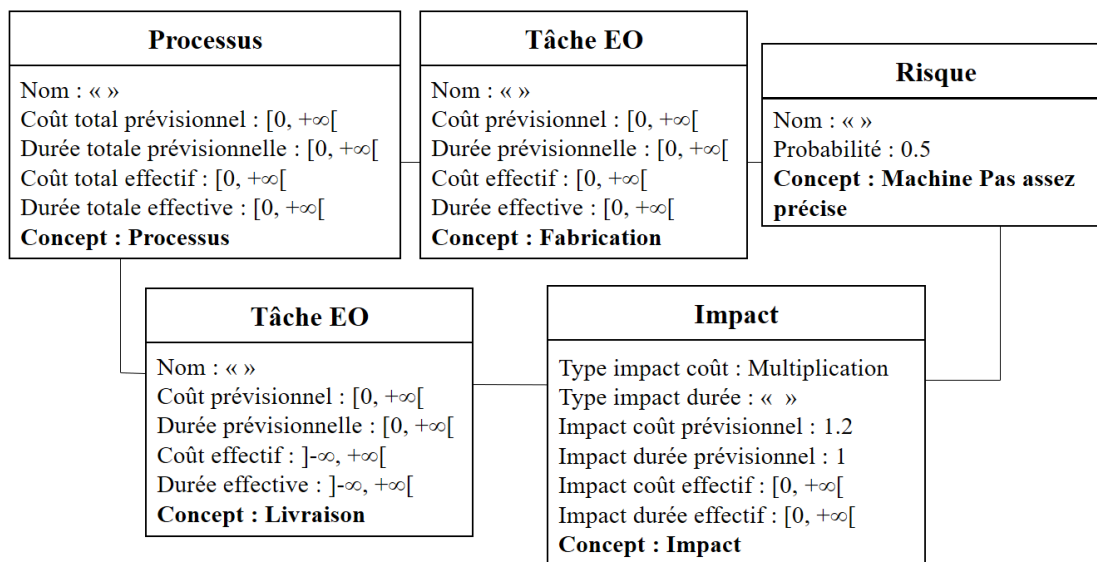 Processus
Nom : « »
Coût total prévisionnel : [0, +∞[
Durée totale prévisionnelle : [0, +∞[
Coût total effectif : [0, +∞[
Durée totale effective : [0, +∞[
Concept : Processus
Tâche EO
Nom : « »
Coût prévisionnel : [0, +∞[
Durée prévisionnelle : [0, +∞[
Coût effectif : [0, +∞[
Durée effective : [0, +∞[
Concept : Fabrication
Risque
Nom : « »
Probabilité : 0.5
Concept : Machine Pas assez
précise
Tâche EO
Nom : « »
Coût prévisionnel : [0, +∞[
Durée prévisionnelle : [0, +∞[
Coût effectif : ]-∞, +∞[
Durée effective : ]-∞, +∞[
Concept : Livraison
Impact
Type impact coût : Multiplication
Type impact durée : «  »
Impact coût prévisionnel : 1.2
Impact durée prévisionnel : 1
Impact coût effectif : [0, +∞[
Impact durée effectif : [0, +∞[
Concept : Impact